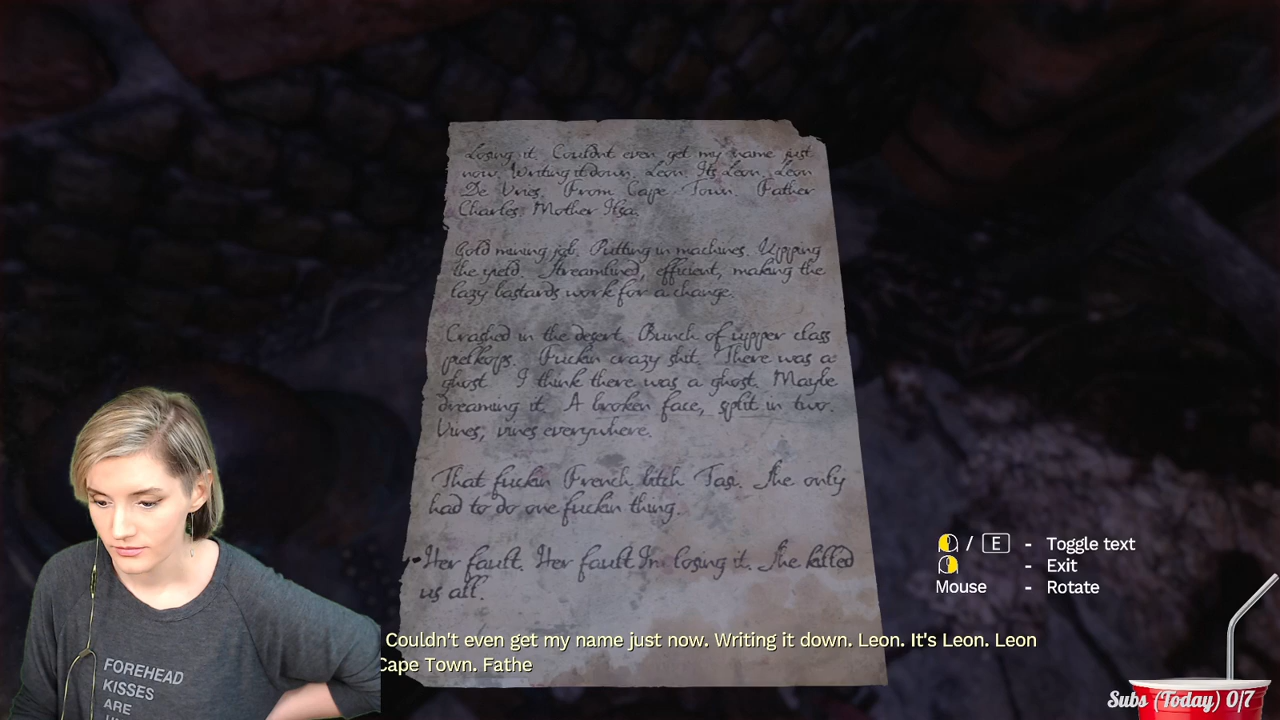 Losing it. Couldnt even get my name just
now. Writing it down. Leon. Its Leon. Leon
De Vries. From Cape Town. Father
Charles. Mother Ilsa.
Gold mining job. Putting in machines. Upping
the yield. Streamlined, efficient, making the
lazy bastards work for a change.
Crashed in the desert. Bunch of upper class
poelkops. Fuckin crazy shit. There was a
ghost. I think there was a ghost. Maybe
dreaming it. A broken face, split in two.
Vines, vines everywhere.
That fuckin French bitch Tasi. She only
had to do one fuckin thing.
Her fault. Her fault Im losing it. She killed
us all.
Couldn't even get my name just now. Writing it down. Leon. It's Leon. Leon
Cape Town. Fathe
/ E - Toggle text
- Exit
Mouse - Rotate
FOREHEAD
KISSES
ARE
Subs (Today) 0/7